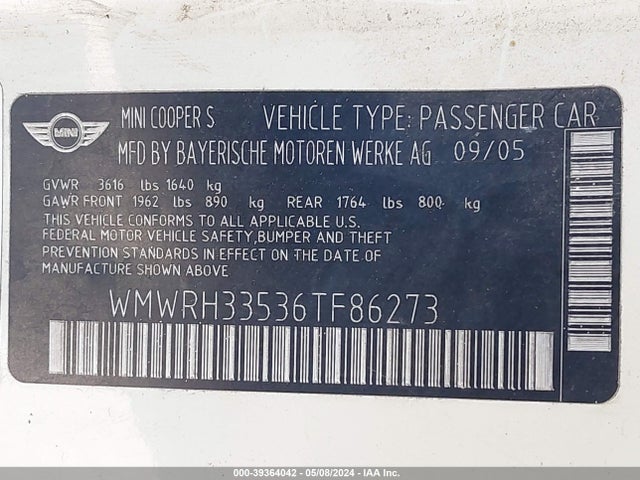 MINI
MINI COOPER S VEHICLE TYPE: PASSENGER CAR
MFD BY BAYERISCHE MOTOREN WERKE AG 09/05
GVWR 3616 lbs 1640 kg
GAWR FRONT 1962 lbs 890 kg REAR 1764 lbs 800 kg
THIS VEHICLE CONFORMS TO ALL APPLICABLE U.S.
FEDERAL MOTOR VEHICLE SAFETY,BUMPER AND THEFT
PREVENTION STANDARDS IN EFFECT ON THE DATE OF
MANUFACTURE SHOWN ABOVE.
WMWRH33536TF86273
000-39364042 - 05/08/2024 - IAA Inc.